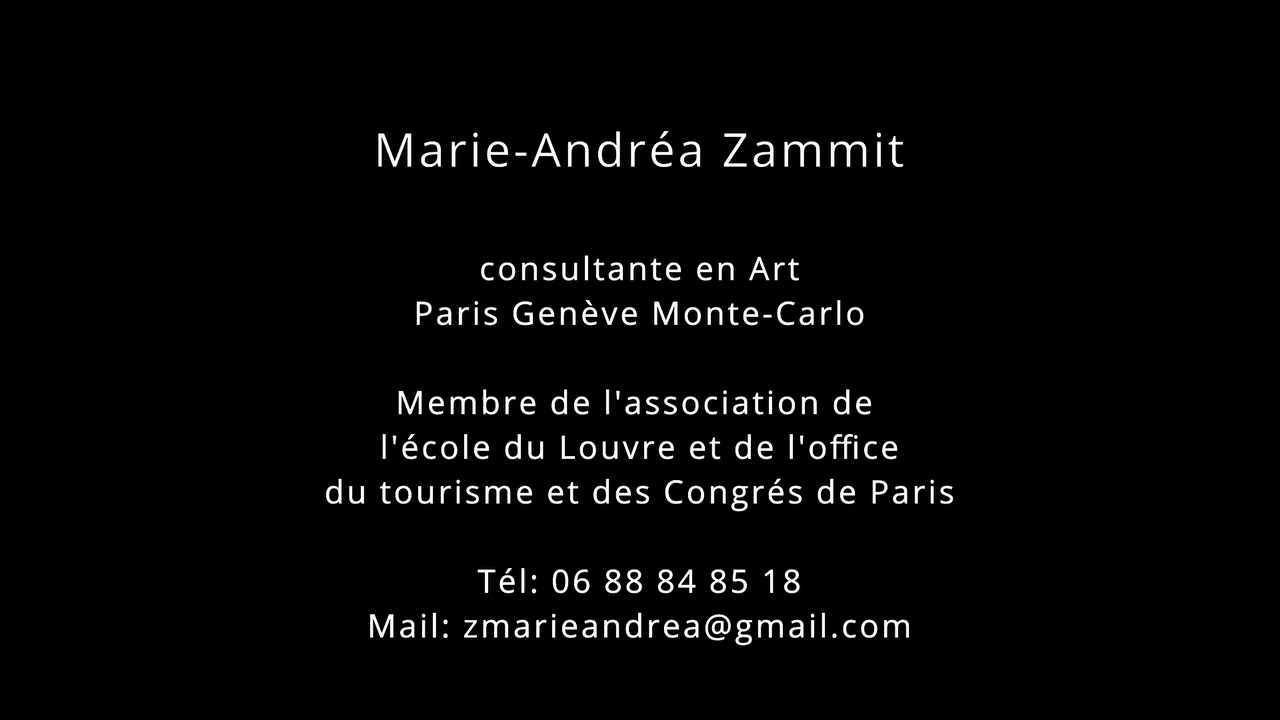 Marie-Andréa Zammit
consultante en Art
Paris Genève Monte-Carlo
Membre de l'association de
l'école du Louvre et de l'office
du tourisme et des Congrés de Paris
Tél: 06 88 84 85 18
Mail: zmarieandrea@gmail.com